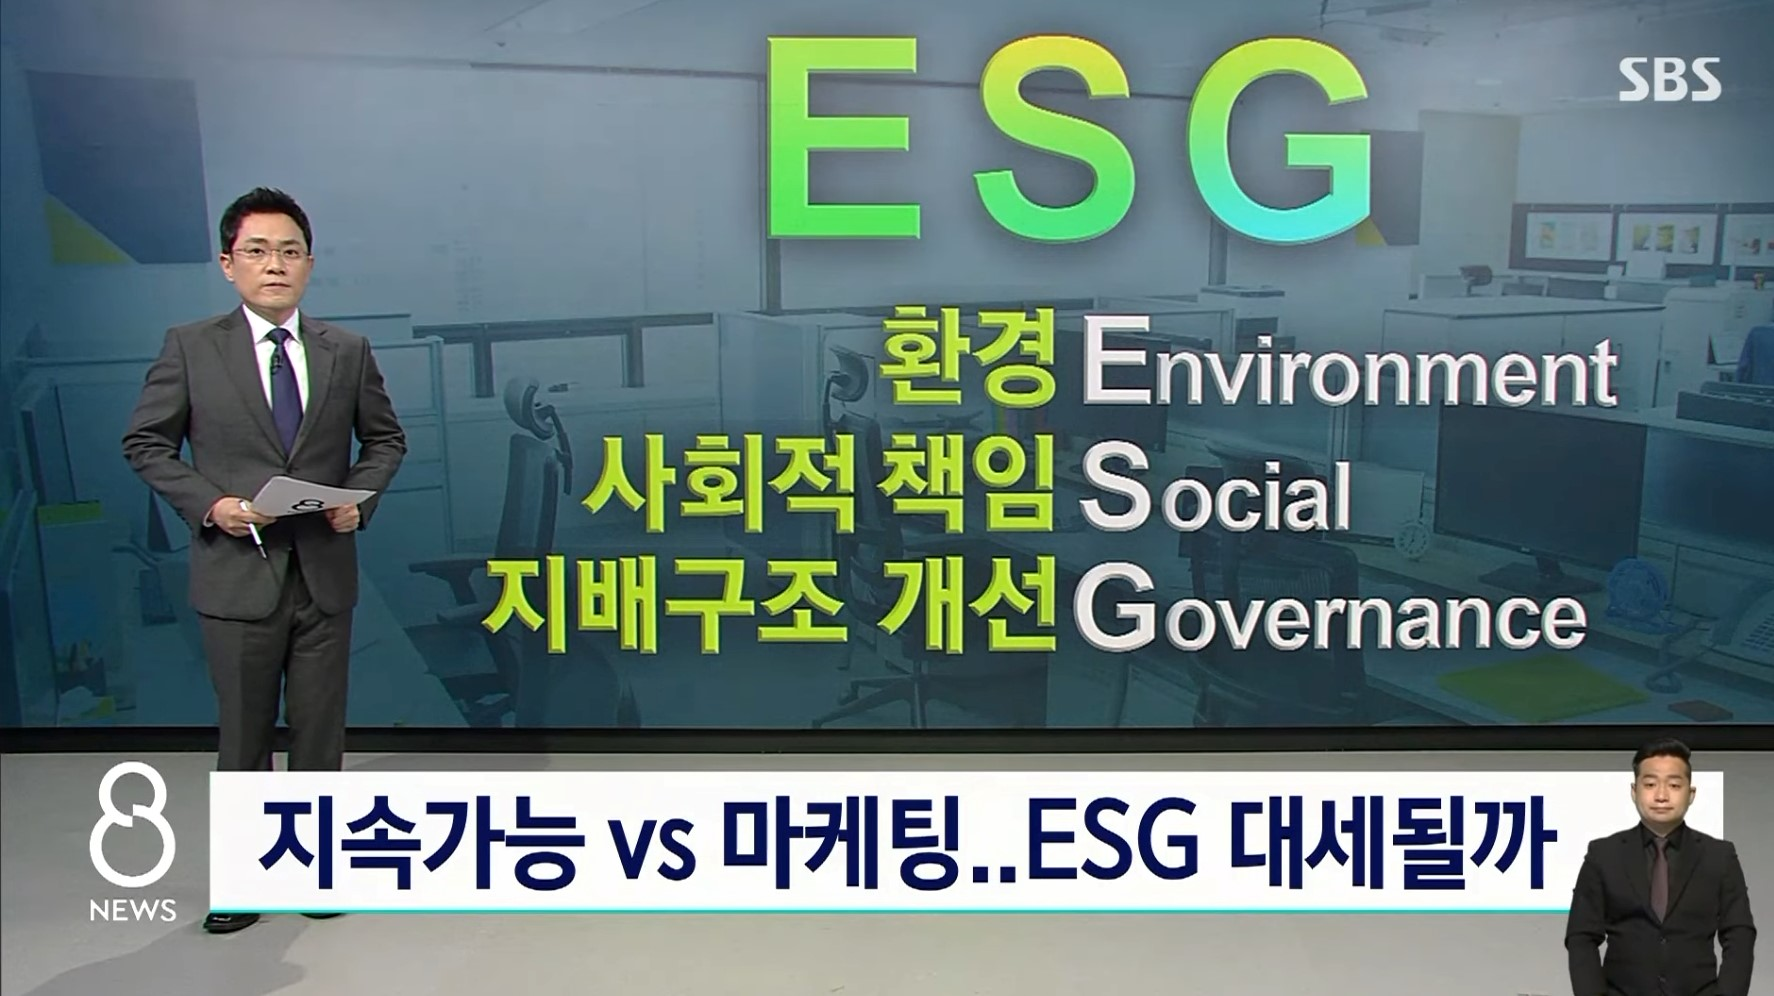 ESG
SBS
환경 Environment
사회적 책임 Social
지배구조 개선 Governance
8
NEWS
지속가능 vs 마케팅..ESG 대세될까